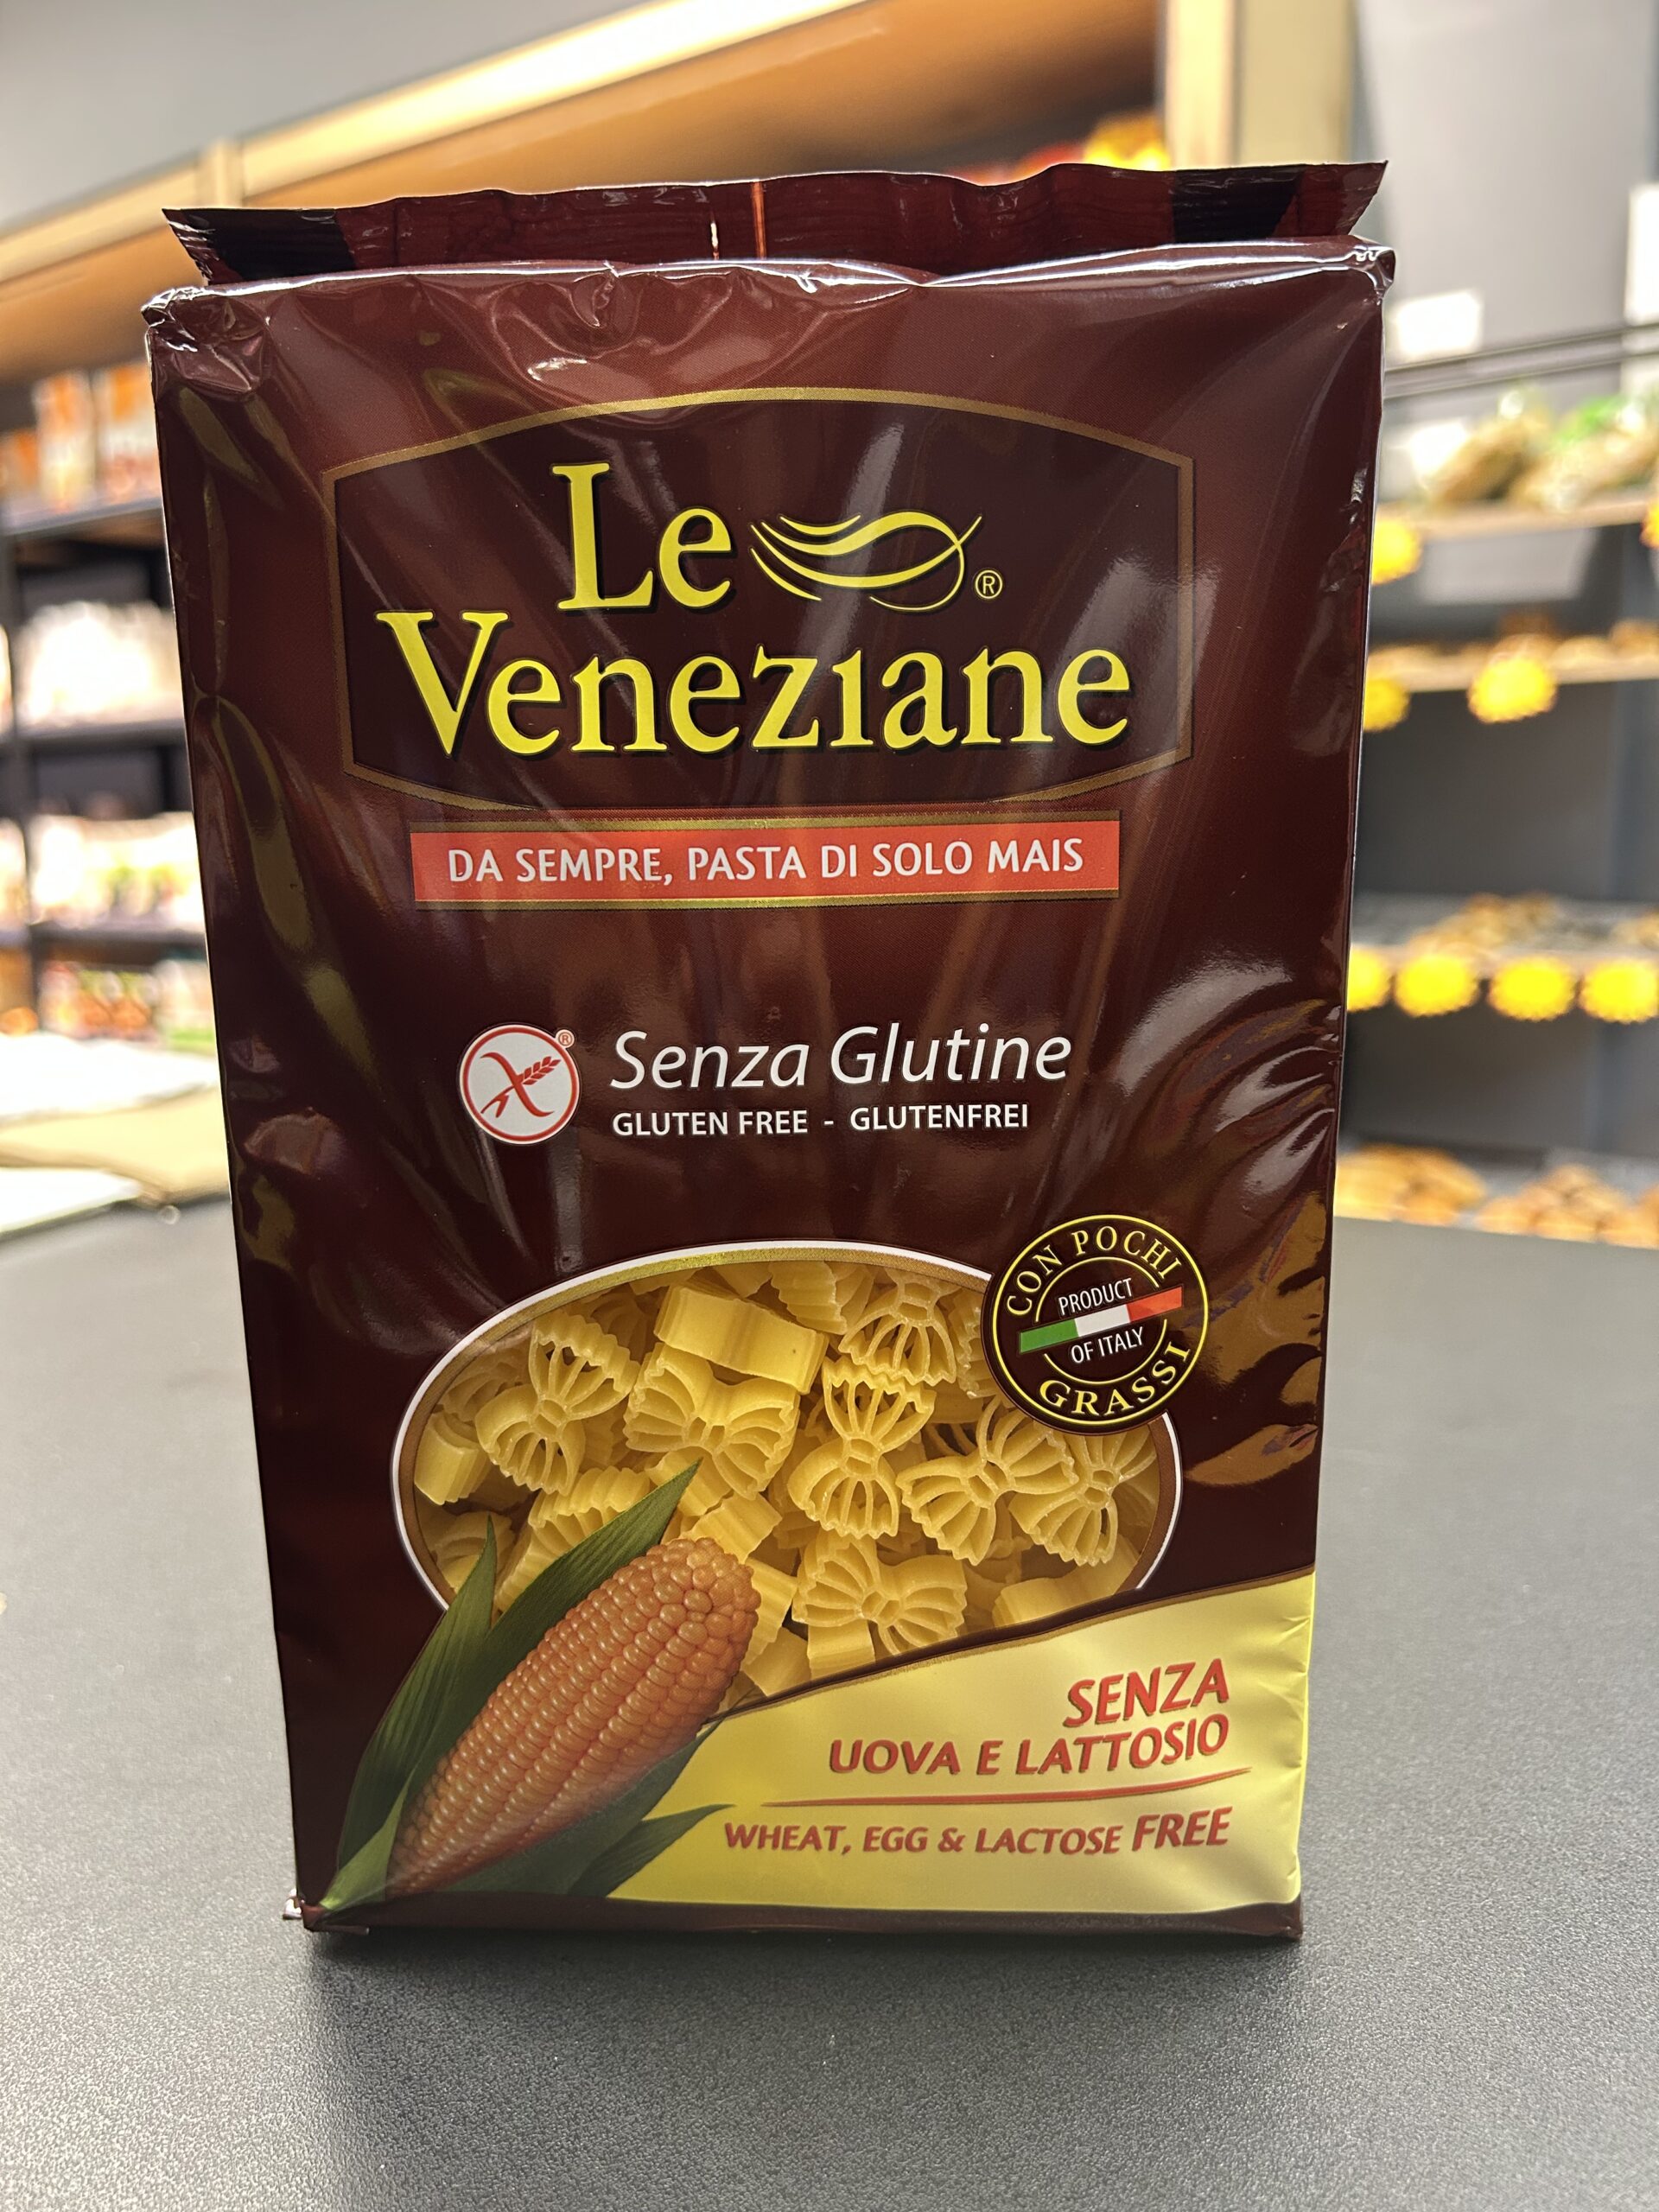 Le ®
Veneziane
DA SEMPRE, PASTA DI SOLO MAIS
®
Senza Glutine
GLUTEN FREE - GLUTENFREI
CON POCHI
PRODUCT
OF ITALY
GRASSI
SENZA
UOVA E LATTOSIO
WHEAT, EGG & LACTOSE FREE